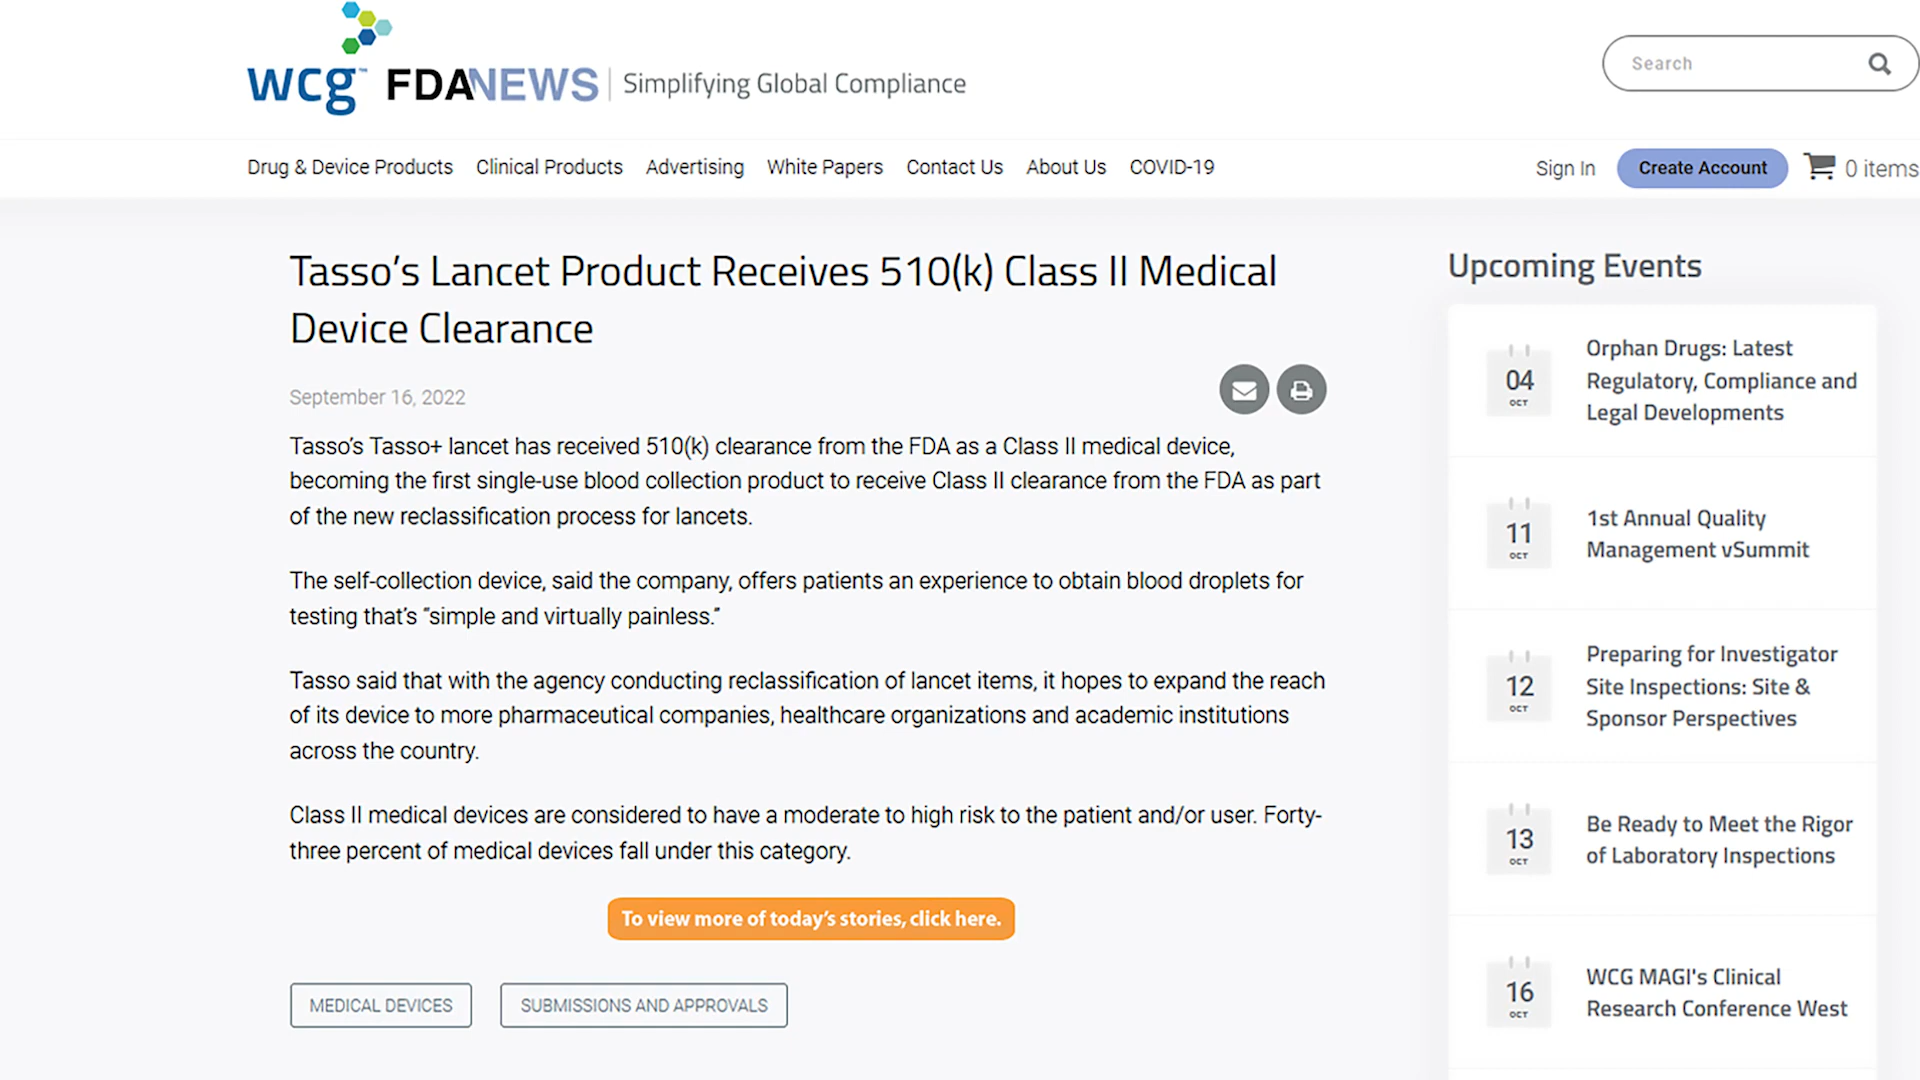 wcg™ FDANEWS Simplifying Global Compliance
Search
Drug & Device Products Clinical Products Advertising White Papers Contact Us About Us COVID-19
Sign In Create Account 0 items
Tasso’s Lancet Product Receives 510(k) Class II Medical
Device Clearance
September 16, 2022
Tasso’s Tasso+ lancet has received 510(k) clearance from the FDA as a Class II medical device,
becoming the first single-use blood collection product to receive Class II clearance from the FDA as part
of the new reclassification process for lancets.
The self-collection device, said the company, offers patients an experience to obtain blood droplets for
testing that’s “simple and virtually painless.”
Tasso said that with the agency conducting reclassification of lancet items, it hopes to expand the reach
of its device to more pharmaceutical companies, healthcare organizations and academic institutions
across the country.
Class II medical devices are considered to have a moderate to high risk to the patient and/or user. Forty-
three percent of medical devices fall under this category.
To view more of today’s stories, click here.
MEDICAL DEVICES SUBMISSIONS AND APPROVALS
Upcoming Events
04
OCT
Orphan Drugs: Latest
Regulatory, Compliance and
Legal Developments
11
OCT
1st Annual Quality
Management vSummit
12
OCT
Preparing for Investigator
Site Inspections: Site &
Sponsor Perspectives
13
OCT
Be Ready to Meet the Rigor
of Laboratory Inspections
16
OCT
WCG MAGI's Clinical
Research Conference West